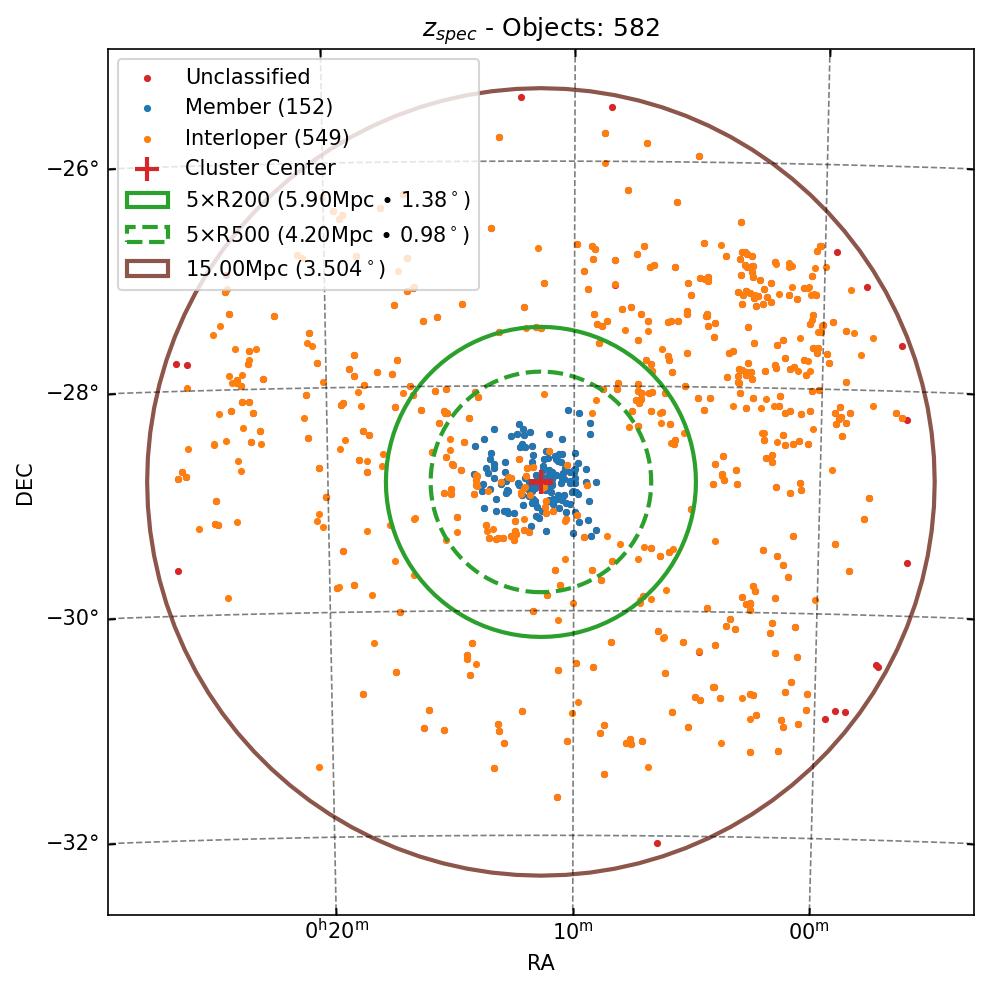 z_spec - Objects: 582
Unclassified
Member (152)
Interloper (549)
Cluster Center
5×R200 (5.90Mpc • 1.38°)
5×R500 (4.20Mpc • 0.98°)
15.00Mpc (3.504°)
−26°
−28°
−30°
−32°
DEC
0ʰ20ᵐ 10ᵐ 00ᵐ
RA